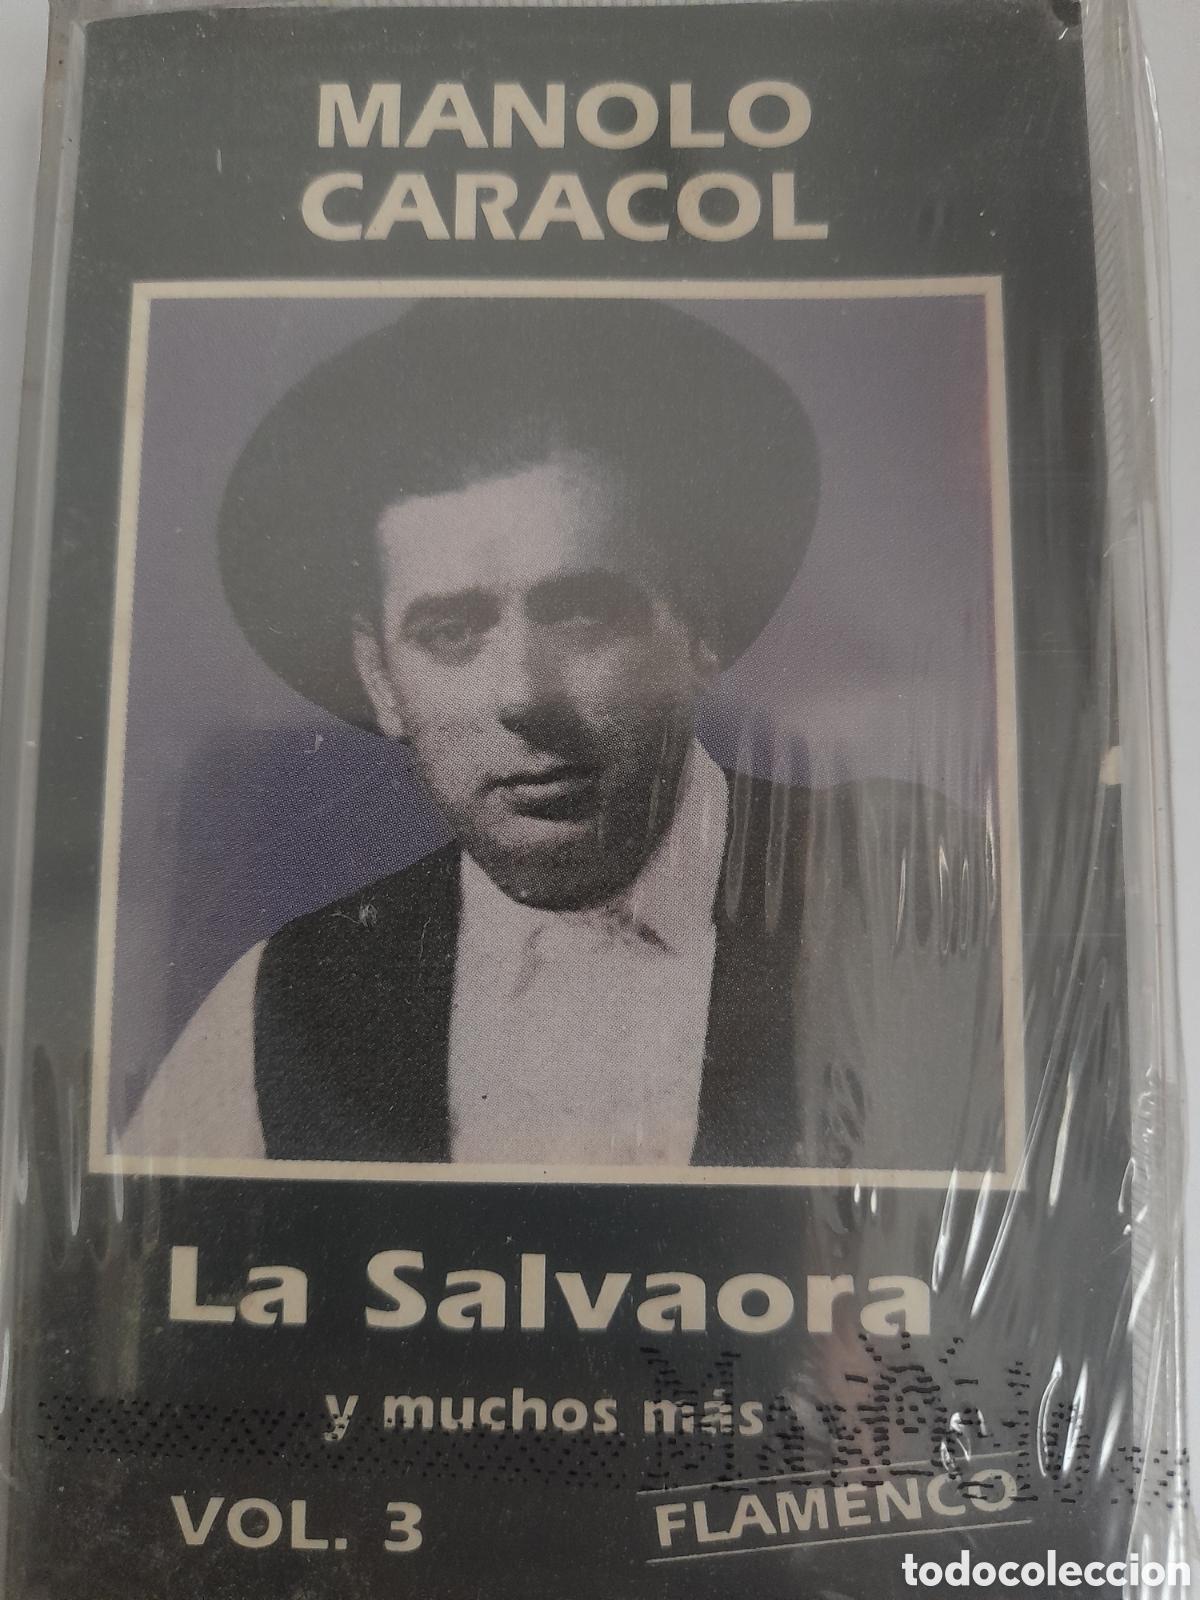 MANOLO
CARACOL
La Salvaora
y muchos más
VOL. 3
FLAMENCO
todocoleccion